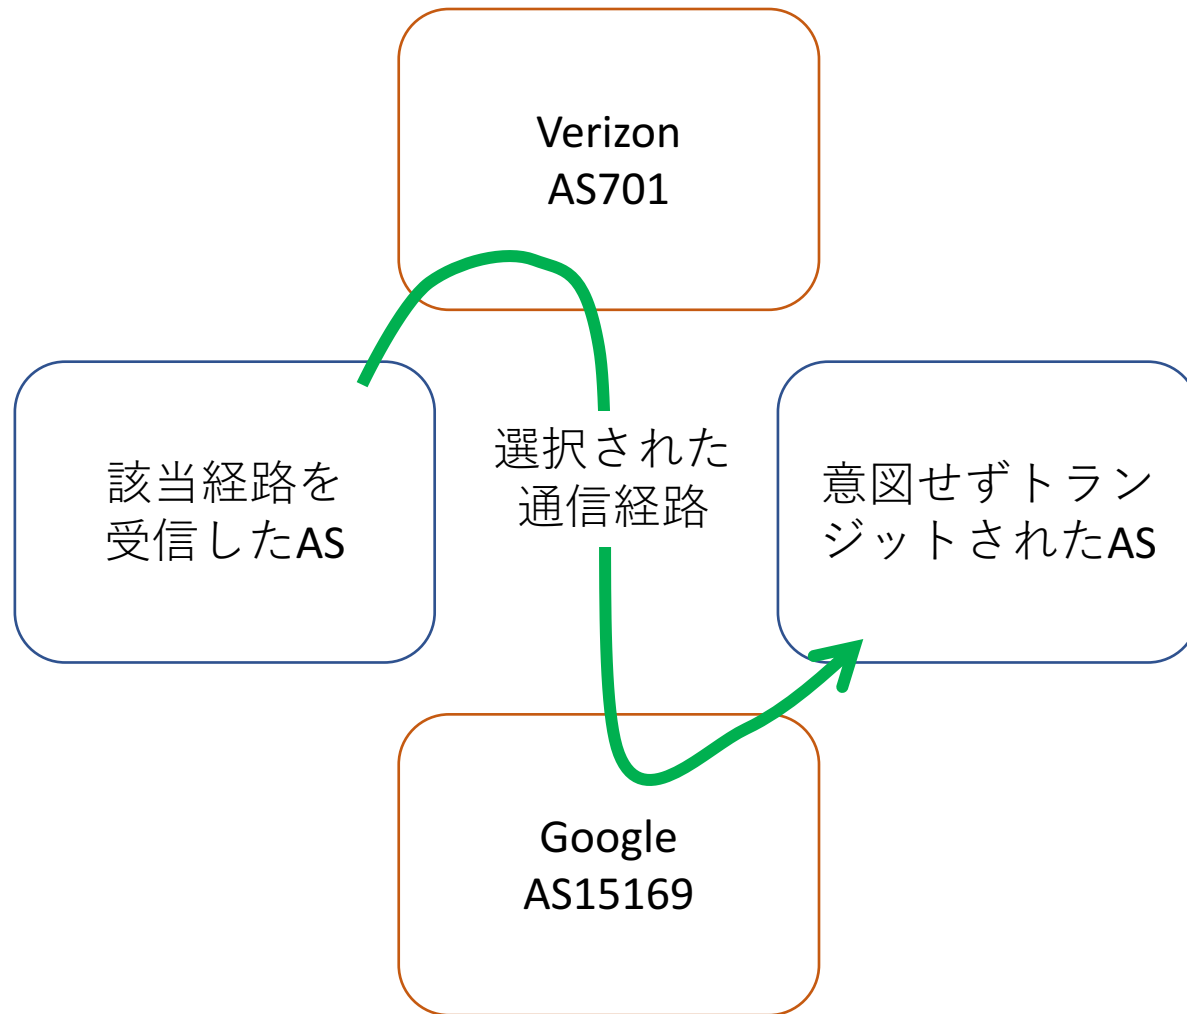 Verizon
AS701
該当経路を
受信したAS
選択された
通信経路
意図せずトラン
ジットされたAS
Google
AS15169